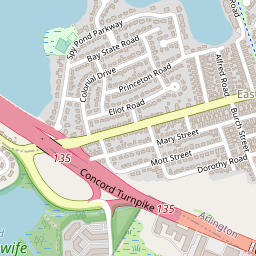 Spy Pond Parkway
Bay State Road
Colonial Drive
Princeton Road
Alfred Road
Eliot Road
East
Burch Street
Mary Street
135
Mott Street
Dorothy Road
Concord Turnpike
135
Arlington
wife